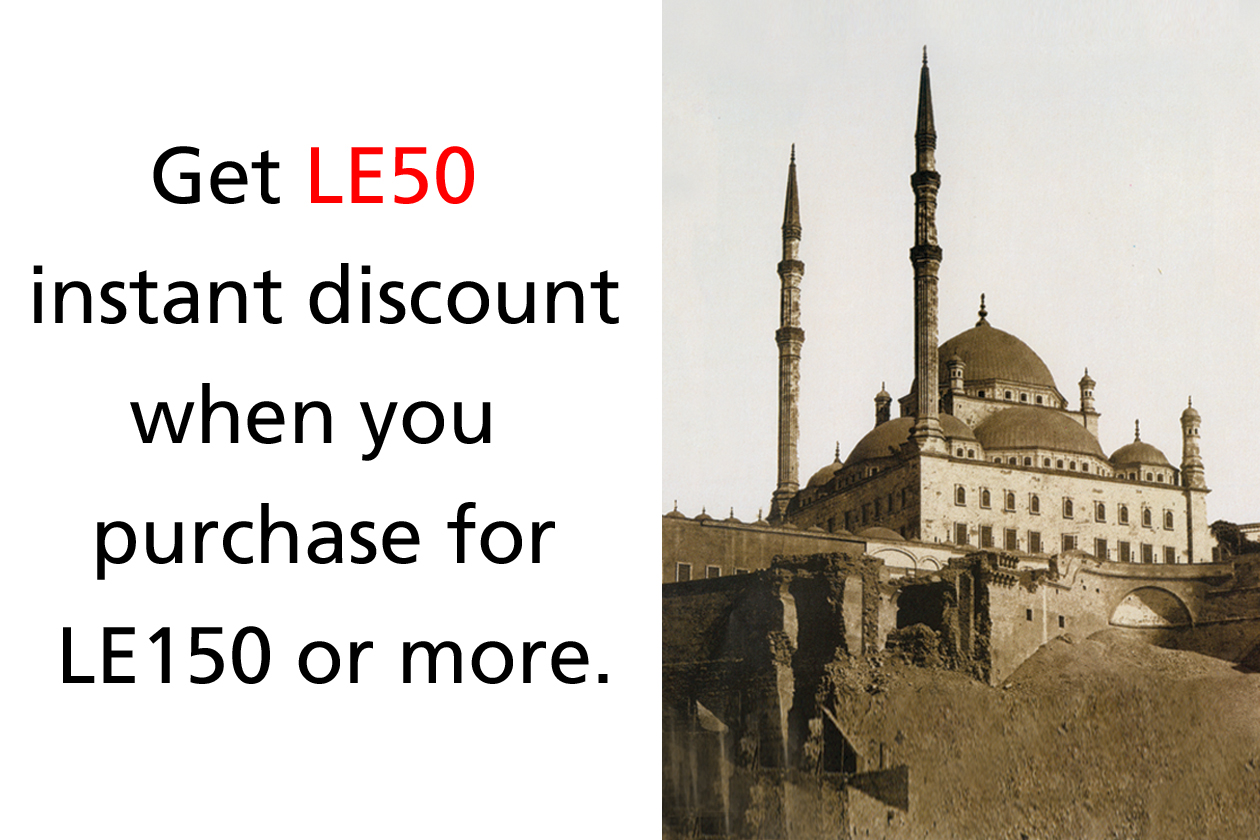 Get LE50
instant discount
when you
purchase for
LE150 or more.